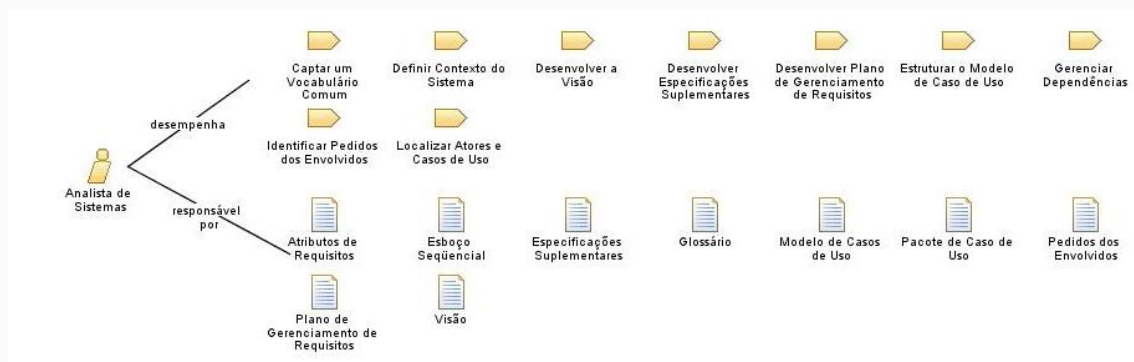 Captar um
Vocabulário
Comum
Definir Contexto do
Sistema
Desenvolver a
Visão
Desenvolver
Especificações
Suplementares
Desenvolver Plano
de Gerenciamento
de Requisitos
Estruturar o Modelo
de Caso de Uso
Gerenciar
Dependências
desempenha
Identificar Pedidos
dos Envolvidos
Localizar Atores e
Casos de Uso
Analista de
Sistemas
responsável
por
Atributos de
Requisitos
Esboço
Seqüencial
Especificações
Suplementares
Glossário
Modelo de Casos
de Uso
Pacote de Caso de
Uso
Pedidos dos
Envolvidos
Plano de
Gerenciamento de
Requisitos
Visão